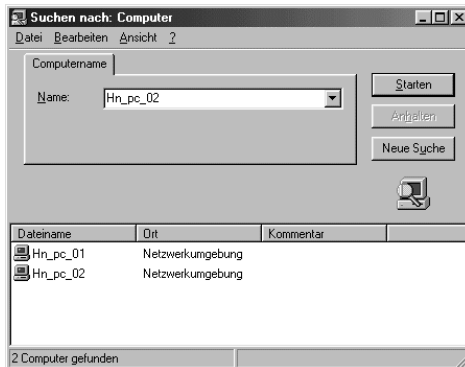 Suchen nach: Computer
Datei Bearbeiten Ansicht ?
Computername
Name: Hn_pc_02
Starten
Anhalten
Neue Suche
Dateiname Ort Kommentar
Hn_pc_01 Netzwerkumgebung
Hn_pc_02 Netzwerkumgebung
2 Computer gefunden